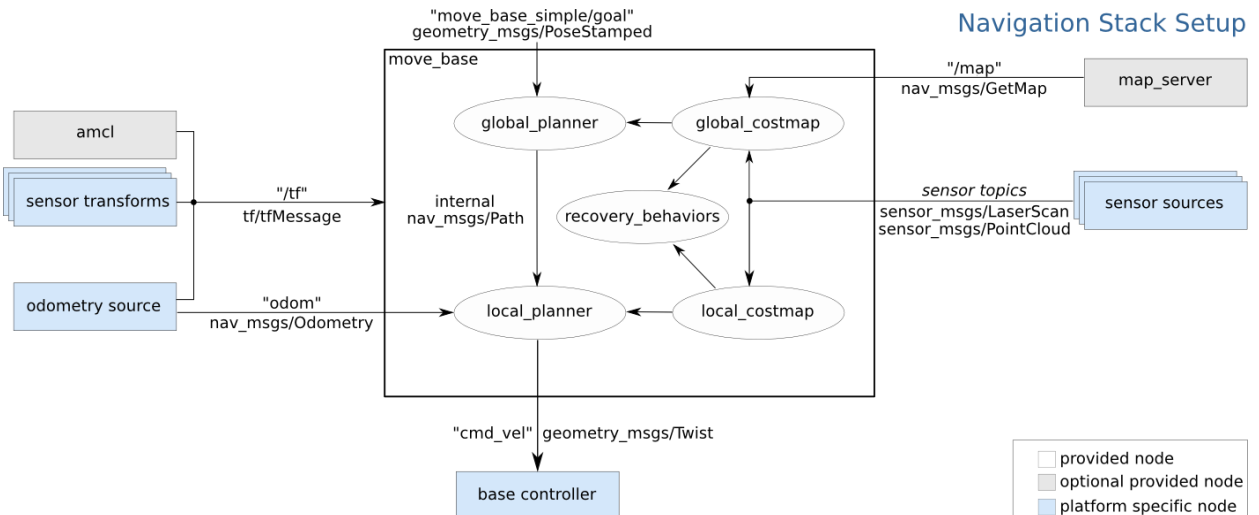 Navigation Stack Setup
"move_base_simple/goal"
geometry_msgs/PoseStamped
move_base
"/map"
nav_msgs/GetMap
map_server
amcl
global_planner
global_costmap
sensor transforms
"/tf"
tf/tfMessage
internal
nav_msgs/Path
recovery_behaviors
sensor topics
sensor_msgs/LaserScan
sensor_msgs/PointCloud
sensor sources
odometry source
"odom"
nav_msgs/Odometry
local_planner
local_costmap
"cmd_vel" geometry_msgs/Twist
base controller
provided node
optional provided node
platform specific node